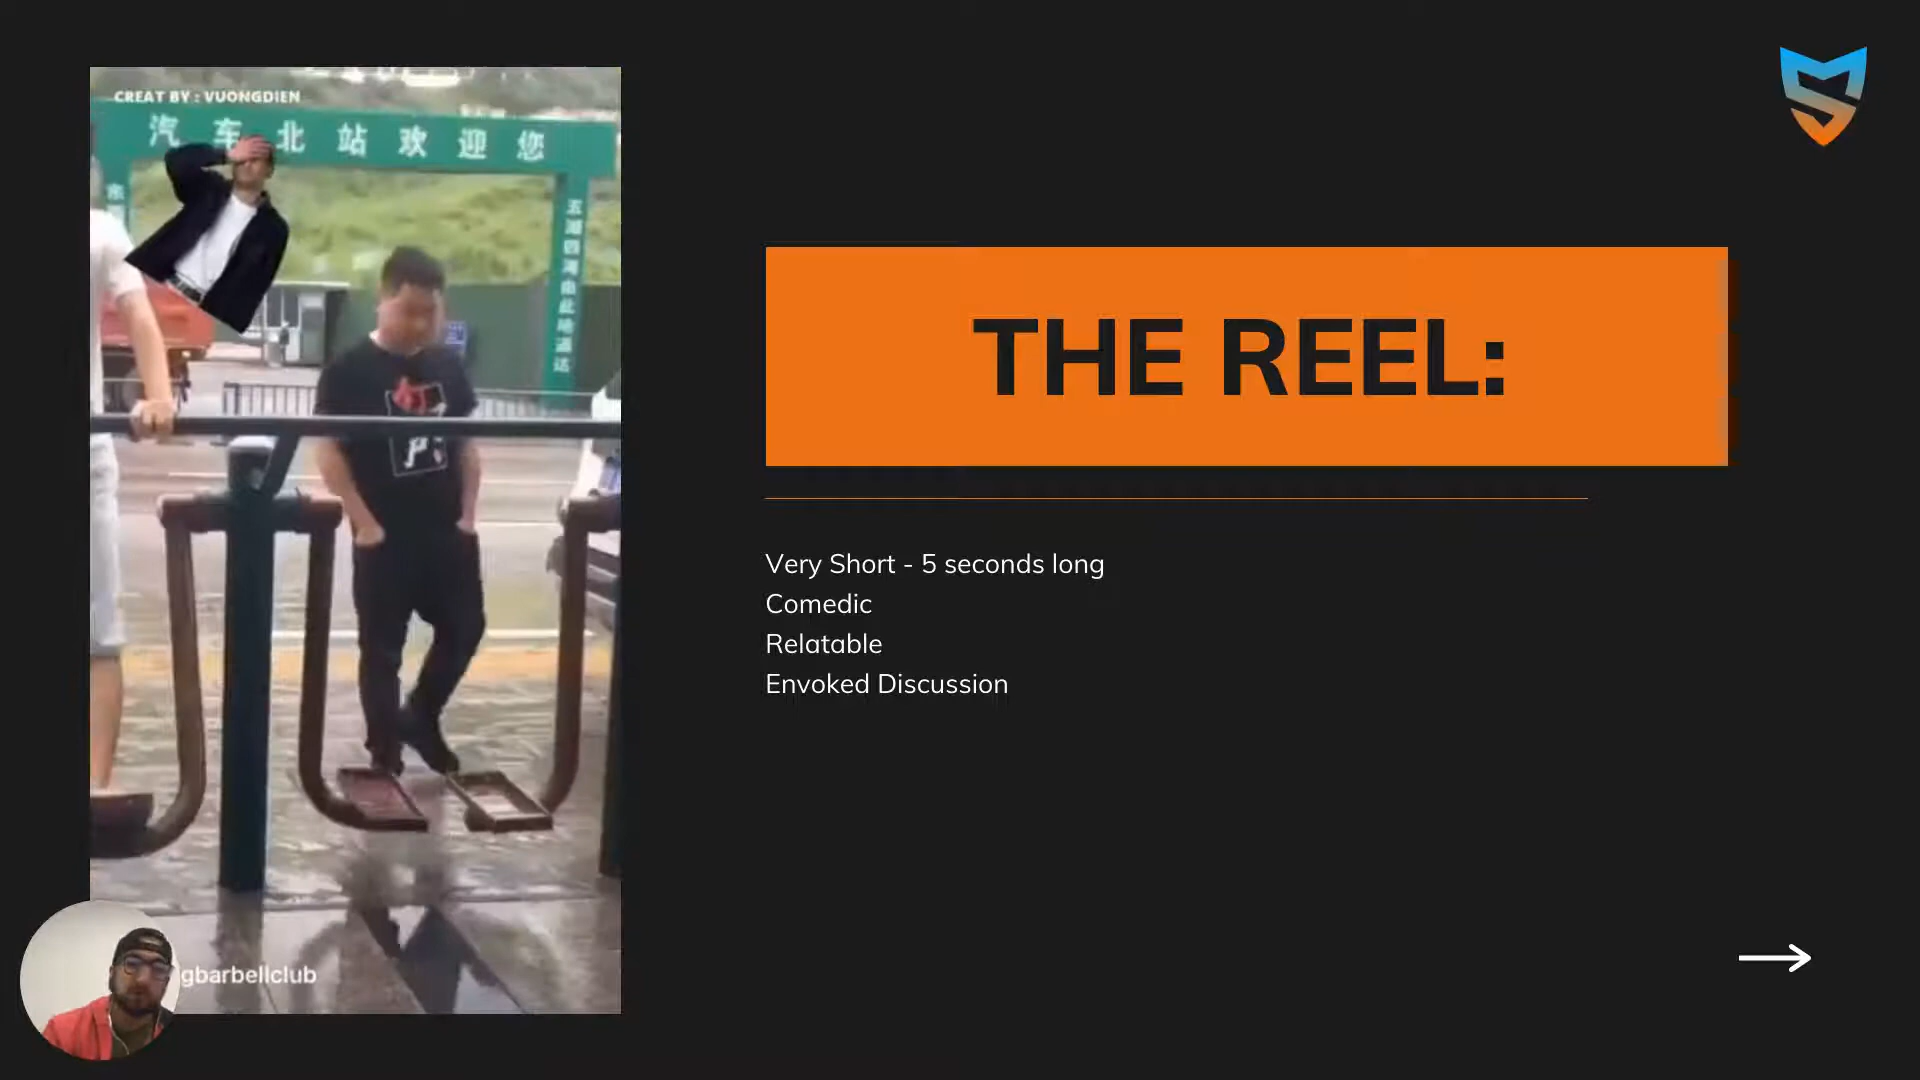 CREAT BY : VUONGDIEN
汽车北站欢迎您
THE REEL:
Very Short - 5 seconds long
Comedic
Relatable
Envoked Discussion
gbarbellclub